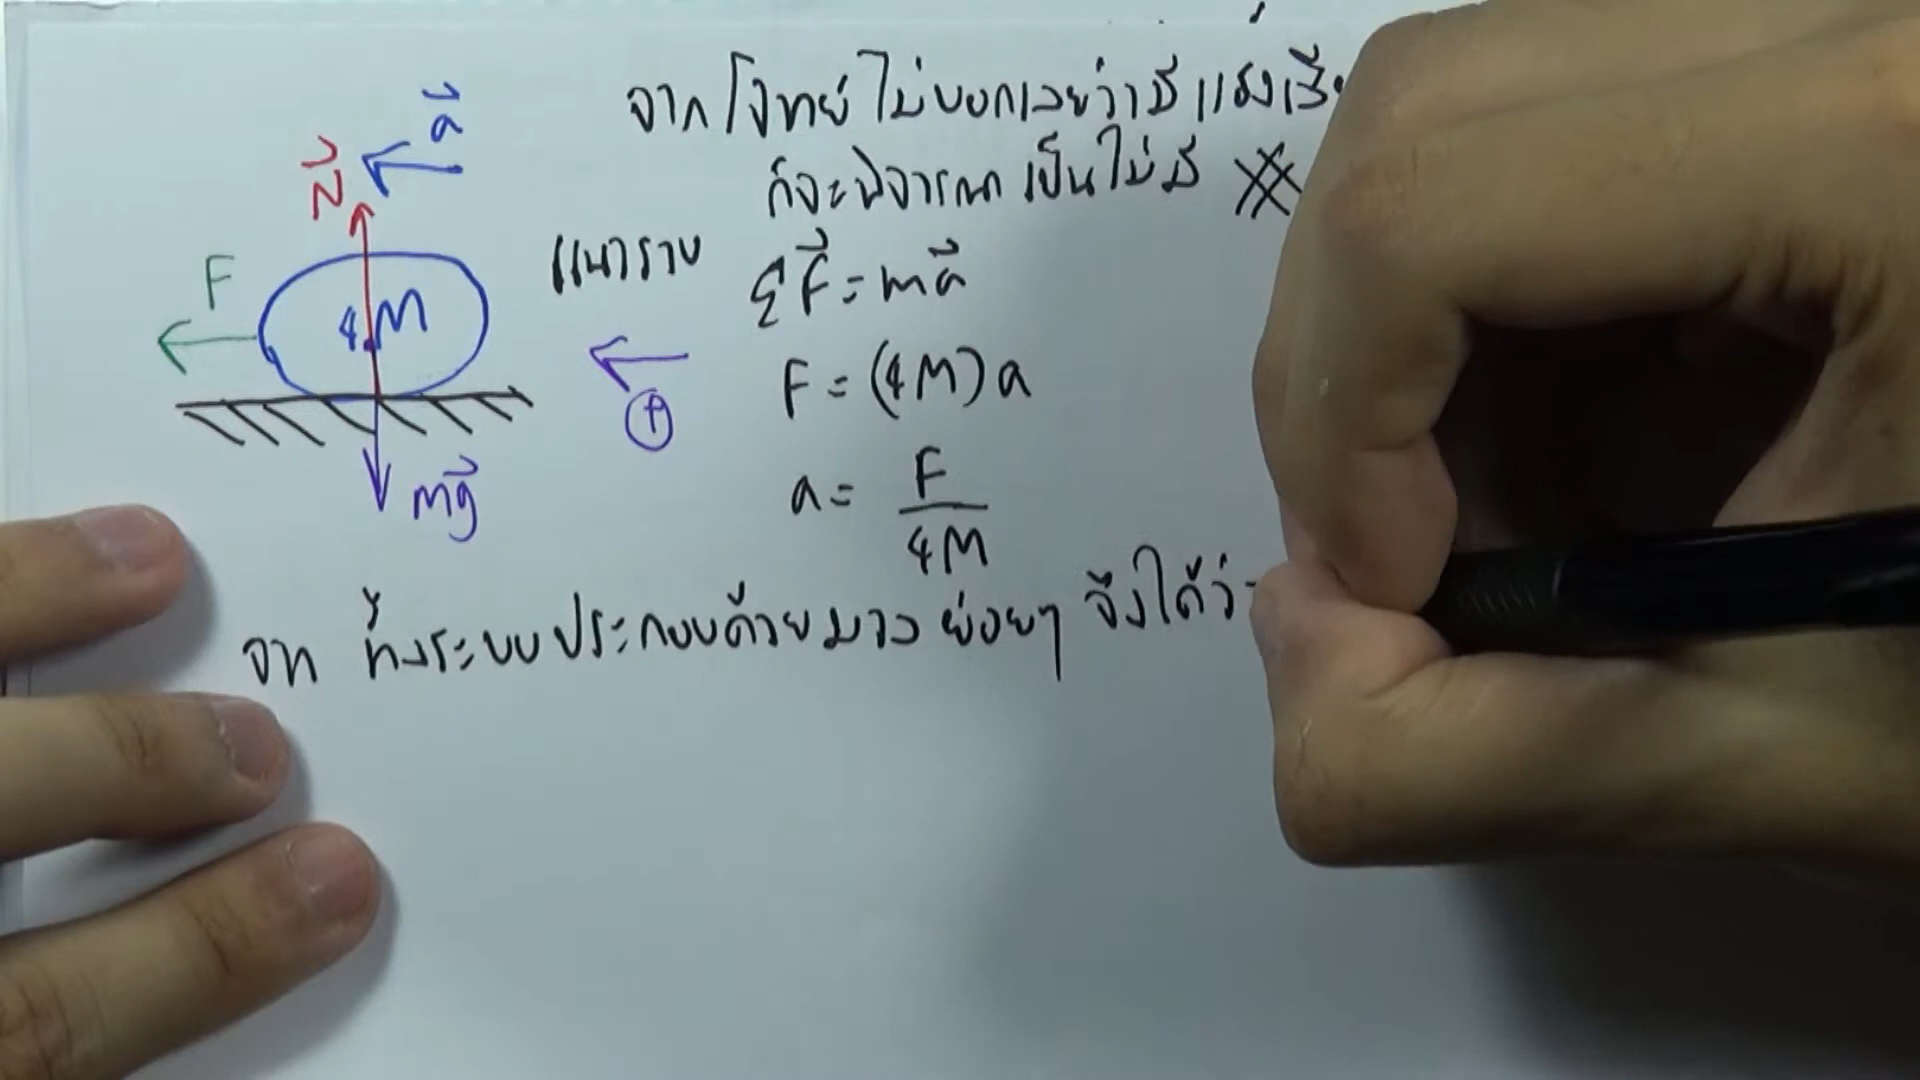 จากโจทย์ ไม่บอกเลยว่ามี แรงเสี
ก็จะพิจารณา เป็นไม่มี
a⃗
N⃗
F
4M
mg⃗
แนวราบ ΣF⃗ = ma⃗
+
F = (4M)a
a = F/4M
จาก ทั้งระบบประกอบด้วยมวล ย่อยๆ จึงได้ว่า